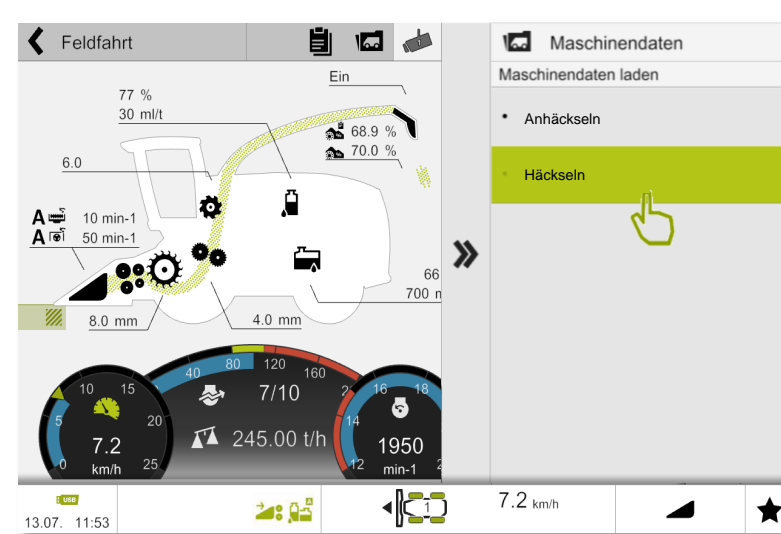 Feldfahrt
Maschinendaten
Maschinendaten laden
Anhäckseln
Häckseln
Ein
77 %
30 ml/t
68.9 %
70.0 %
6.0
A 10 min-1
A 50 min-1
66
700
8.0 mm
4.0 mm
0 5 10 15 20 25
7.2
km/h
40 80 120 160 2
7/10
245.00 t/h
12 14 16 18 2
1950
min-1
USB
13.07. 11:53
A
1
7.2 km/h